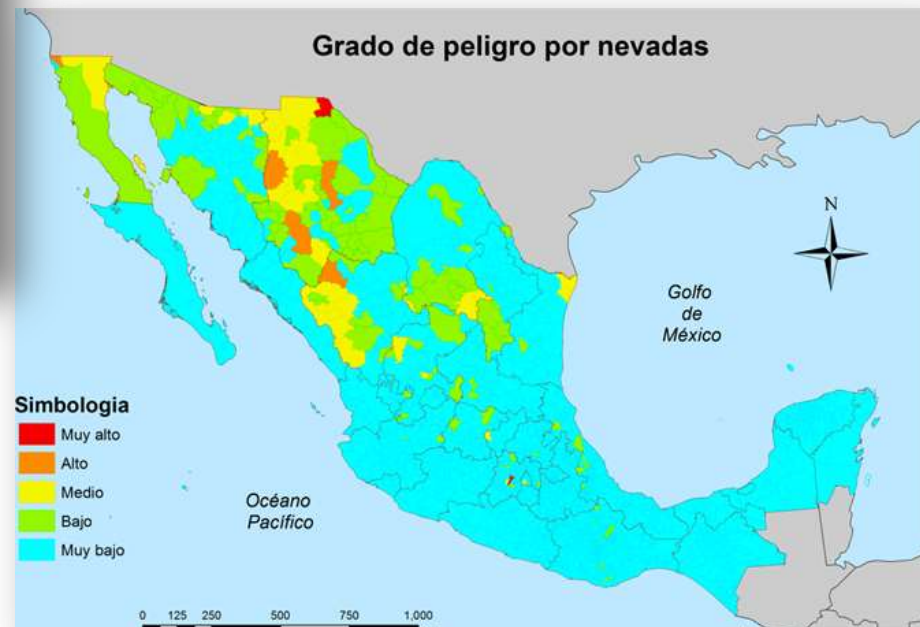 Grado de peligro por nevadas
N
Golfo
de
México
Simbologia
Muy alto
Alto
Medio
Bajo
Muy bajo
Océano
Pacífico
0 125 250 500 750 1,000